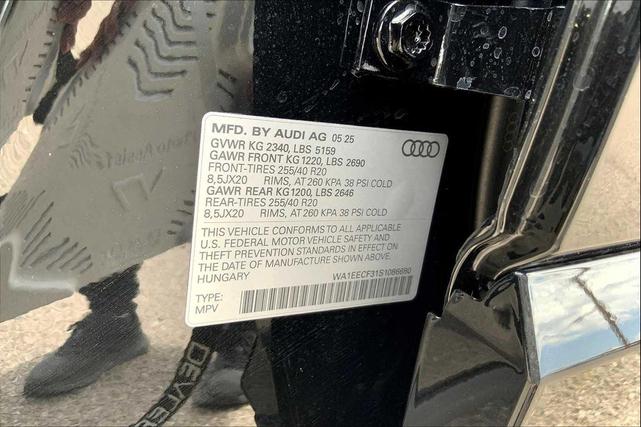 MFD. BY AUDI AG 05 25
GVWR KG 2340, LBS 5159
GAWR FRONT KG 1220, LBS 2690
FRONT-TIRES 255/40 R20
8,5JX20 RIMS, AT 260 KPA 38 PSI COLD
GAWR REAR KG1200, LBS 2646
REAR-TIRES 255/40 R20
8,5JX20 RIMS, AT 260 KPA 38 PSI COLD
THIS VEHICLE CONFORMS TO ALL APPLICABLE
U.S. FEDERAL MOTOR VEHICLE SAFETY AND
THEFT PREVENTION STANDARDS IN EFFECT ON
THE DATE OF MANUFACTURE SHOWN ABOVE.
HUNGARY WA1EECF31S1086680
TYPE:
MPV
Photo Assist